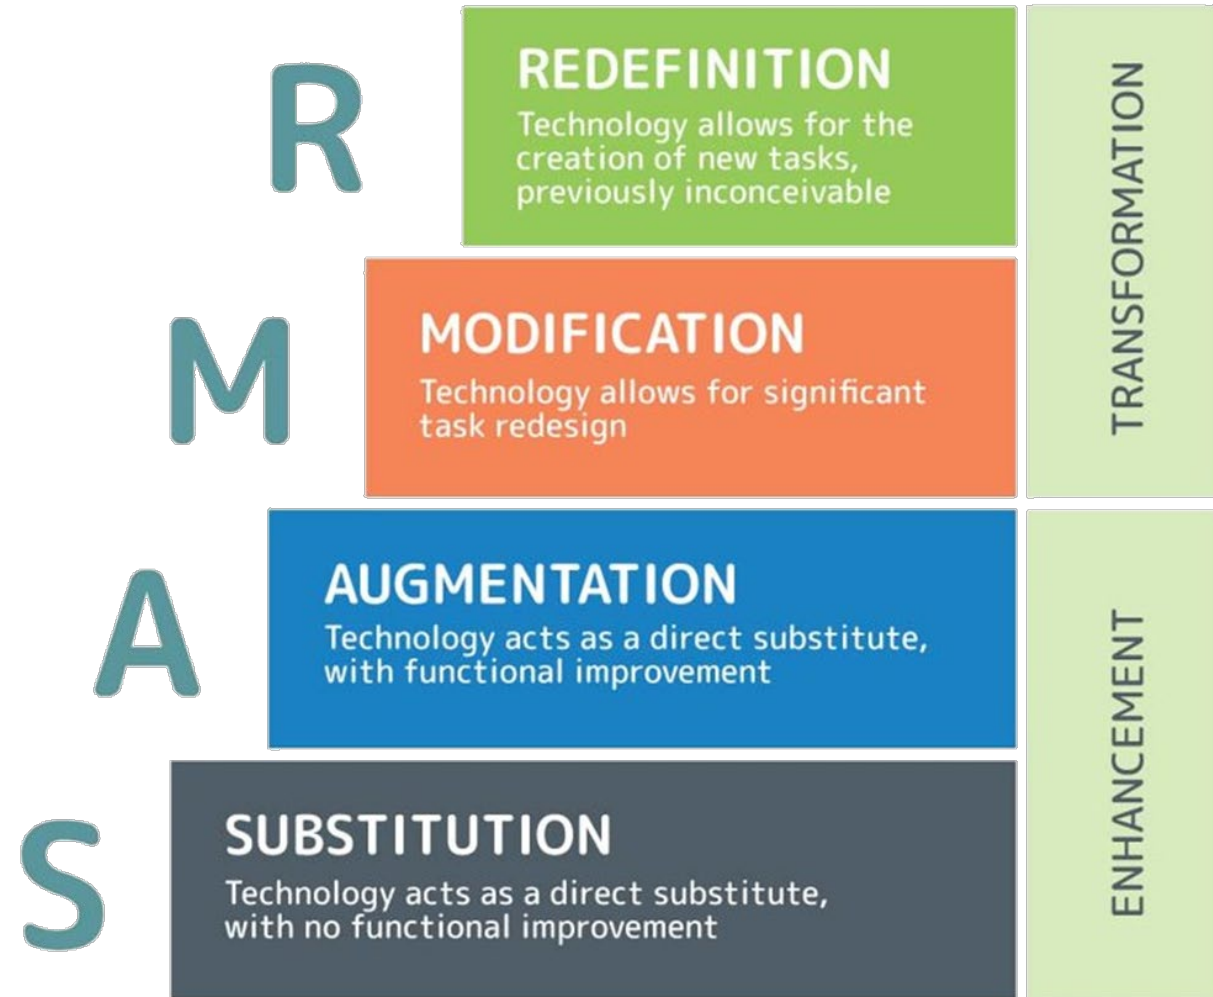 R
REDEFINITION
Technology allows for the
creation of new tasks,
previously inconceivable
TRANSFORMATION
M
MODIFICATION
Technology allows for significant
task redesign
A
AUGMENTATION
Technology acts as a direct substitute,
with functional improvement
ENHANCEMENT
S
SUBSTITUTION
Technology acts as a direct substitute,
with no functional improvement